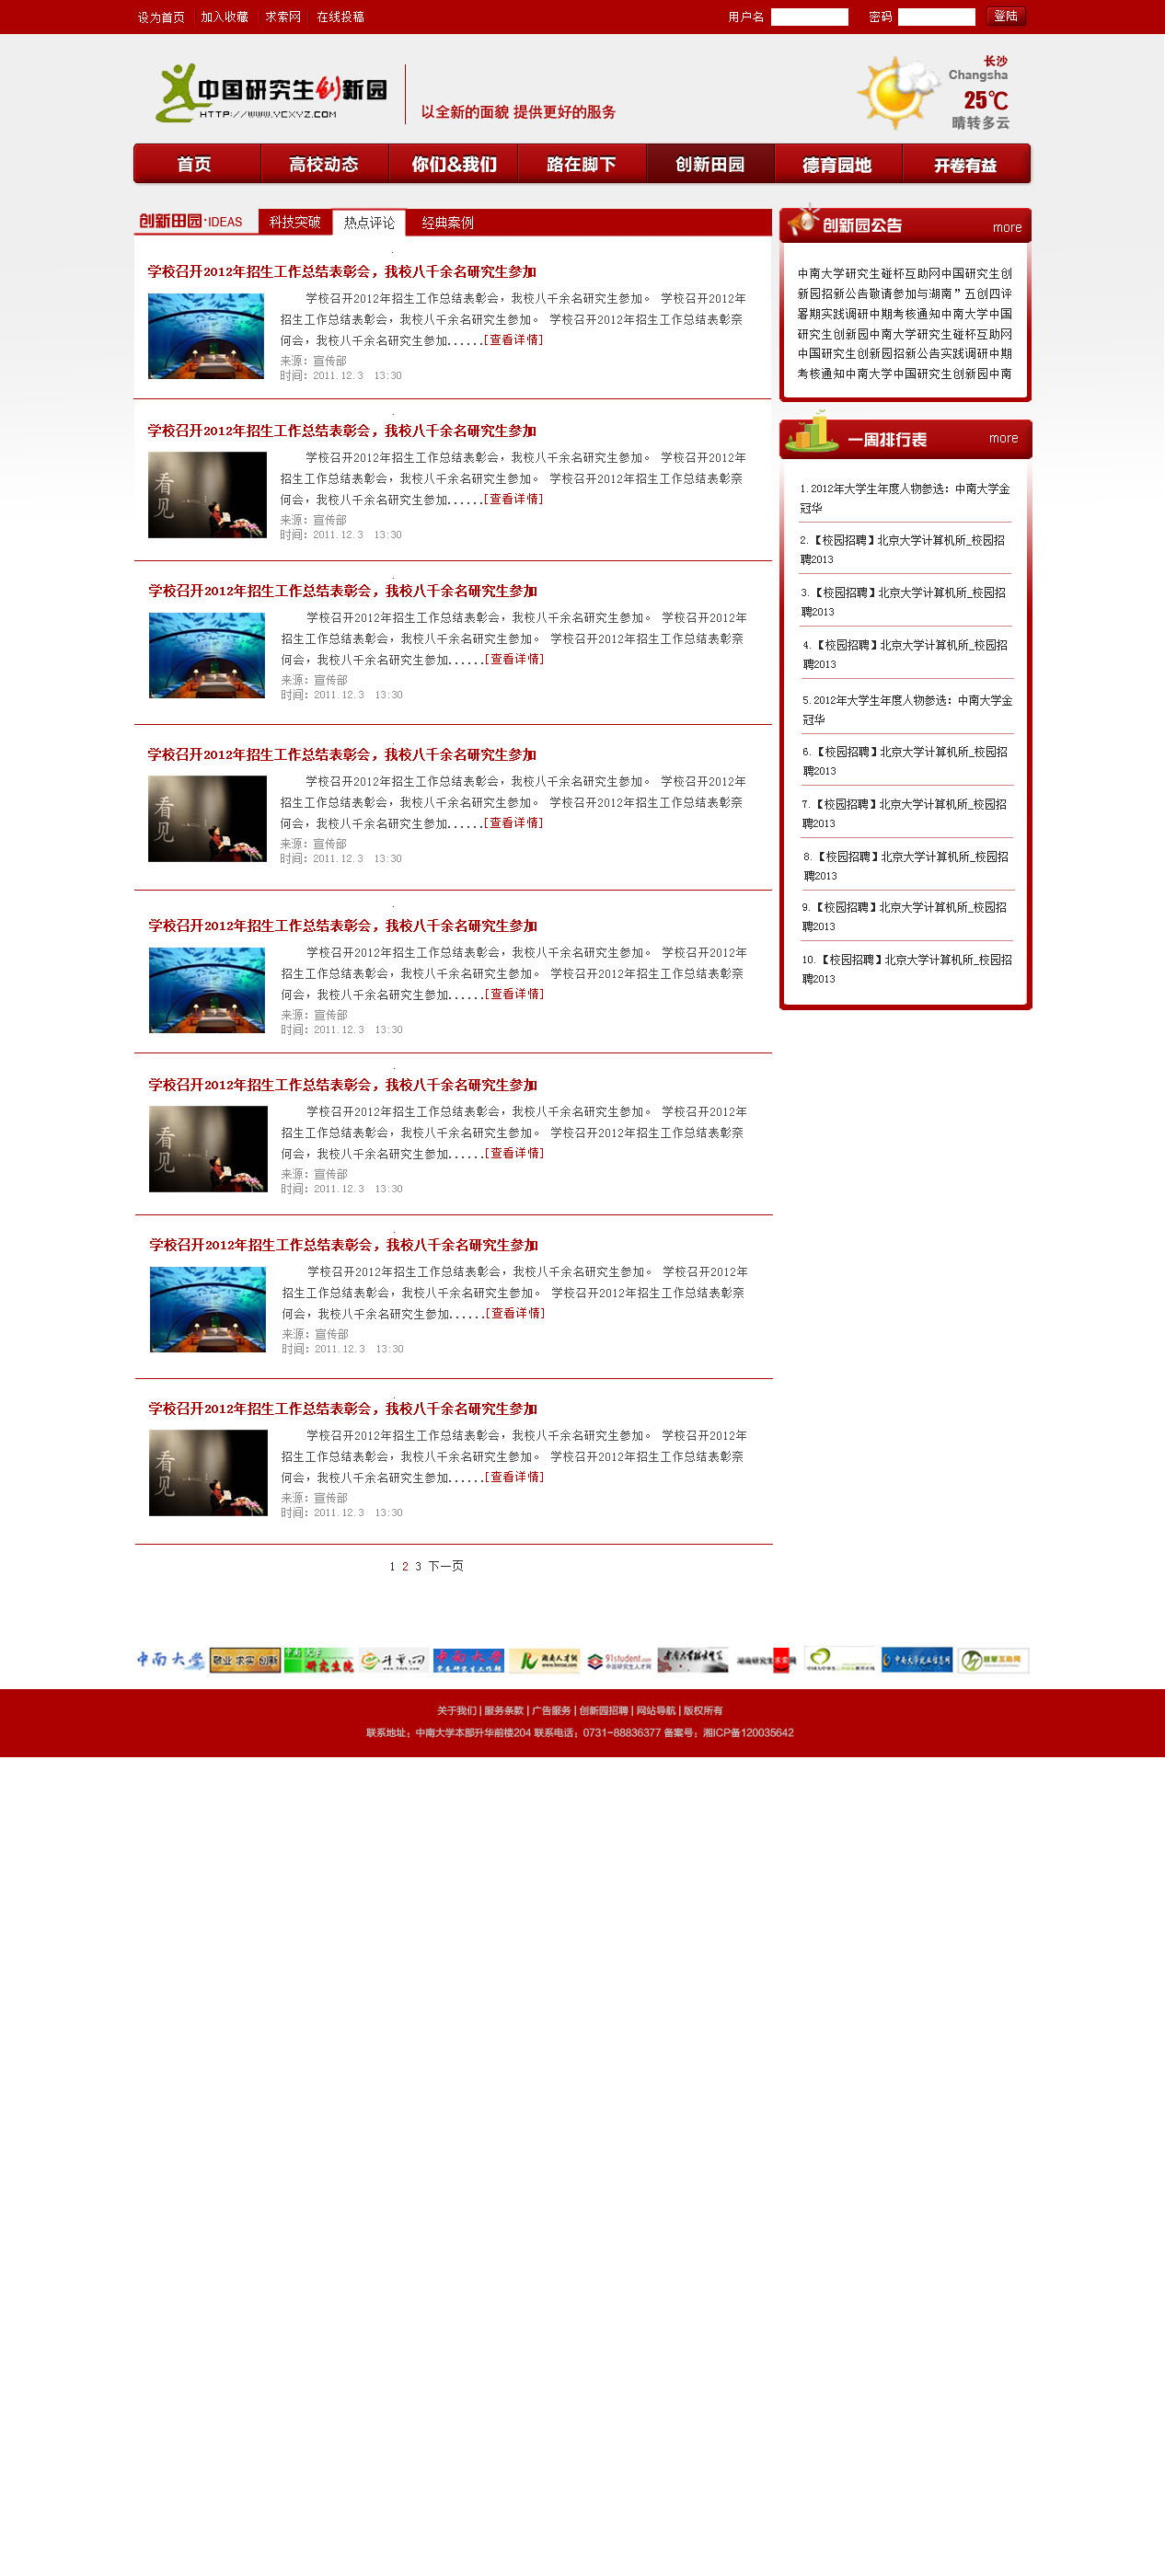 设为首页 加入收藏 求索网 在线投稿 用户名 密码 登陆
中国研究生创新园
HTTP://WWW.YCXYZ.COM
以全新的面貌 提供更好的服务
长沙
Changsha
25℃
晴转多云
首页 高校动态 你们&我们 路在脚下 创新田园 德育园地 开卷有益
创新田园·IDEAS 科技突破 热点评论 经典案例
学校召开2012年招生工作总结表彰会，我校八千余名研究生参加
学校召开2012年招生工作总结表彰会，我校八千余名研究生参加。 学校召开2012年
招生工作总结表彰会，我校八千余名研究生参加。 学校召开2012年招生工作总结表彰奈
何会，我校八千余名研究生参加......[查看详情]
来源：宣传部
时间：2011.12.3 13:30
学校召开2012年招生工作总结表彰会，我校八千余名研究生参加
看见
学校召开2012年招生工作总结表彰会，我校八千余名研究生参加。 学校召开2012年
招生工作总结表彰会，我校八千余名研究生参加。 学校召开2012年招生工作总结表彰奈
何会，我校八千余名研究生参加......[查看详情]
来源：宣传部
时间：2011.12.3 13:30
学校召开2012年招生工作总结表彰会，我校八千余名研究生参加
学校召开2012年招生工作总结表彰会，我校八千余名研究生参加。 学校召开2012年
招生工作总结表彰会，我校八千余名研究生参加。 学校召开2012年招生工作总结表彰奈
何会，我校八千余名研究生参加......[查看详情]
来源：宣传部
时间：2011.12.3 13:30
学校召开2012年招生工作总结表彰会，我校八千余名研究生参加
看见
学校召开2012年招生工作总结表彰会，我校八千余名研究生参加。 学校召开2012年
招生工作总结表彰会，我校八千余名研究生参加。 学校召开2012年招生工作总结表彰奈
何会，我校八千余名研究生参加......[查看详情]
来源：宣传部
时间：2011.12.3 13:30
学校召开2012年招生工作总结表彰会，我校八千余名研究生参加
学校召开2012年招生工作总结表彰会，我校八千余名研究生参加。 学校召开2012年
招生工作总结表彰会，我校八千余名研究生参加。 学校召开2012年招生工作总结表彰奈
何会，我校八千余名研究生参加......[查看详情]
来源：宣传部
时间：2011.12.3 13:30
学校召开2012年招生工作总结表彰会，我校八千余名研究生参加
看见
学校召开2012年招生工作总结表彰会，我校八千余名研究生参加。 学校召开2012年
招生工作总结表彰会，我校八千余名研究生参加。 学校召开2012年招生工作总结表彰奈
何会，我校八千余名研究生参加......[查看详情]
来源：宣传部
时间：2011.12.3 13:30
学校召开2012年招生工作总结表彰会，我校八千余名研究生参加
学校召开2012年招生工作总结表彰会，我校八千余名研究生参加。 学校召开2012年
招生工作总结表彰会，我校八千余名研究生参加。 学校召开2012年招生工作总结表彰奈
何会，我校八千余名研究生参加......[查看详情]
来源：宣传部
时间：2011.12.3 13:30
学校召开2012年招生工作总结表彰会，我校八千余名研究生参加
看见
学校召开2012年招生工作总结表彰会，我校八千余名研究生参加。 学校召开2012年
招生工作总结表彰会，我校八千余名研究生参加。 学校召开2012年招生工作总结表彰奈
何会，我校八千余名研究生参加......[查看详情]
来源：宣传部
时间：2011.12.3 13:30
1 2 3 下一页
创新园公告 more
中南大学研究生碰杯互助网中国研究生创
新园招新公告敬请参加与湖南”五创四评
署期实践调研中期考核通知中南大学中国
研究生创新园中南大学研究生碰杯互助网
中国研究生创新园招新公告实践调研中期
考核通知中南大学中国研究生创新园中南
一周排行表 more
1.2012年大学生年度人物参选：中南大学金
冠华
2.【校园招聘】北京大学计算机所_校园招
聘2013
3.【校园招聘】北京大学计算机所_校园招
聘2013
4.【校园招聘】北京大学计算机所_校园招
聘2013
5.2012年大学生年度人物参选：中南大学金
冠华
6.【校园招聘】北京大学计算机所_校园招
聘2013
7.【校园招聘】北京大学计算机所_校园招
聘2013
8.【校园招聘】北京大学计算机所_校园招
聘2013
9.【校园招聘】北京大学计算机所_校园招
聘2013
10.【校园招聘】北京大学计算机所_校园招
聘2013
中南大学 敬业 求实 创新 中南大学 研究生院 中南大学 湖南人才网 91student.com 中国研究生人才网 湖南研究生求索网 中南大学就业信息网
关于我们 | 服务条款 | 广告服务 | 创新园招聘 | 网站导航 | 版权所有
联系地址：中南大学本部升华前楼204 联系电话：0731-88836377 备案号：湘ICP备120035642